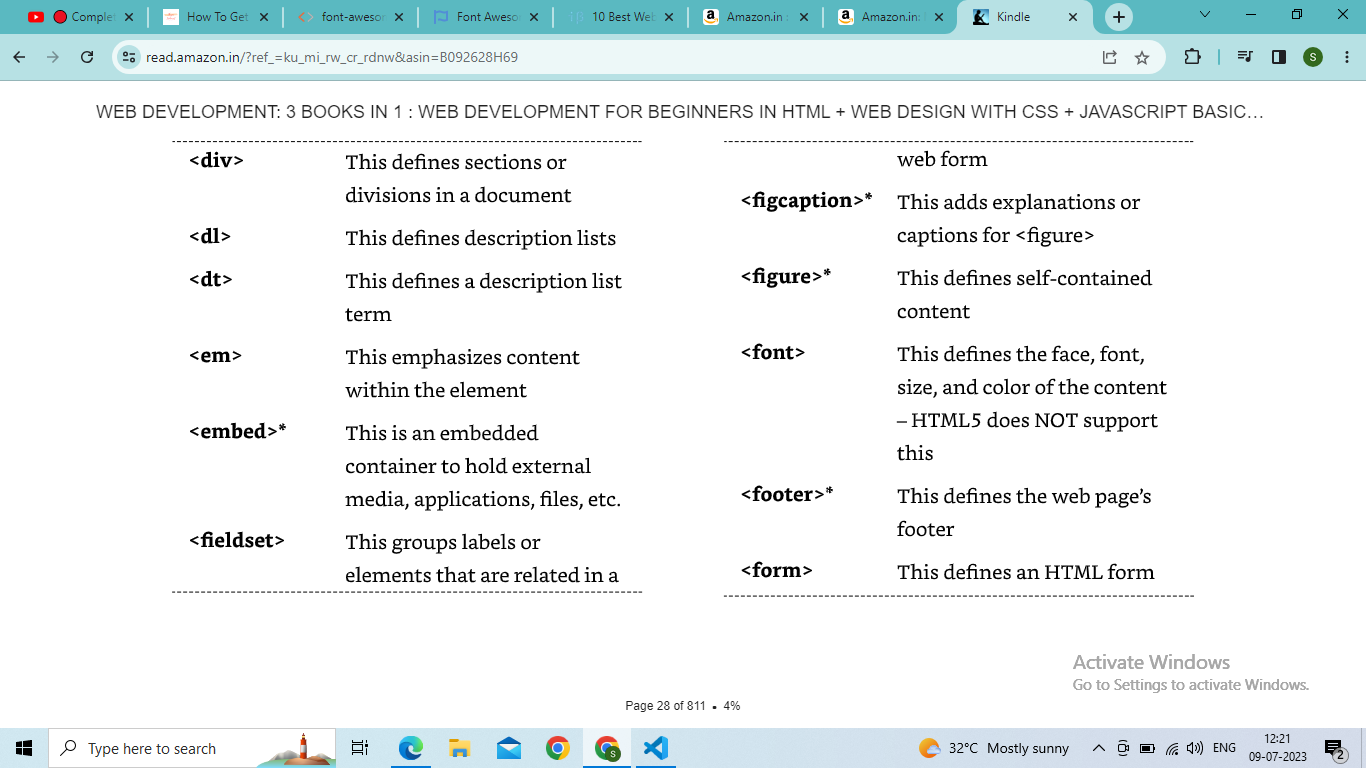 Complet
How To Get
font-awesor
Font Aweso
10 Best Web
Amazon.in :
Amazon.in:
Kindle
read.amazon.in/?ref_=ku_mi_rw_cr_rdnw&asin=B092628H69
S
WEB DEVELOPMENT: 3 BOOKS IN 1 : WEB DEVELOPMENT FOR BEGINNERS IN HTML + WEB DESIGN WITH CSS + JAVASCRIPT BASIC…
<div> This defines sections or
divisions in a document
<dl> This defines description lists
<dt> This defines a description list
term
<em> This emphasizes content
within the element
<embed>* This is an embedded
container to hold external
media, applications, files, etc.
<fieldset> This groups labels or
elements that are related in a
web form
<figcaption>* This adds explanations or
captions for <figure>
<figure>* This defines self-contained
content
<font> This defines the face, font,
size, and color of the content
– HTML5 does NOT support
this
<footer>* This defines the web page’s
footer
<form> This defines an HTML form
Activate Windows
Go to Settings to activate Windows.
Page 28 of 811 • 4%
Type here to search
S
32°C Mostly sunny
ENG
12:21
09-07-2023
2